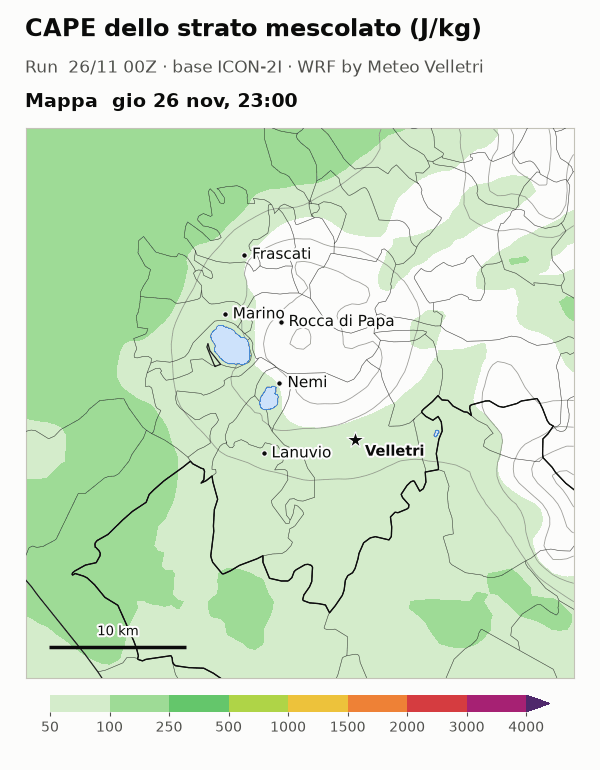 CAPE dello strato mescolato (J/kg)
Run  26/11 00Z · base ICON-2I · WRF by Meteo Velletri
Mappa  gio 26 nov, 23:00
Frascati
Marino
Rocca di Papa
Nemi
Velletri
Lanuvio
10 km
50 100 250 500 1000 1500 2000 3000 4000